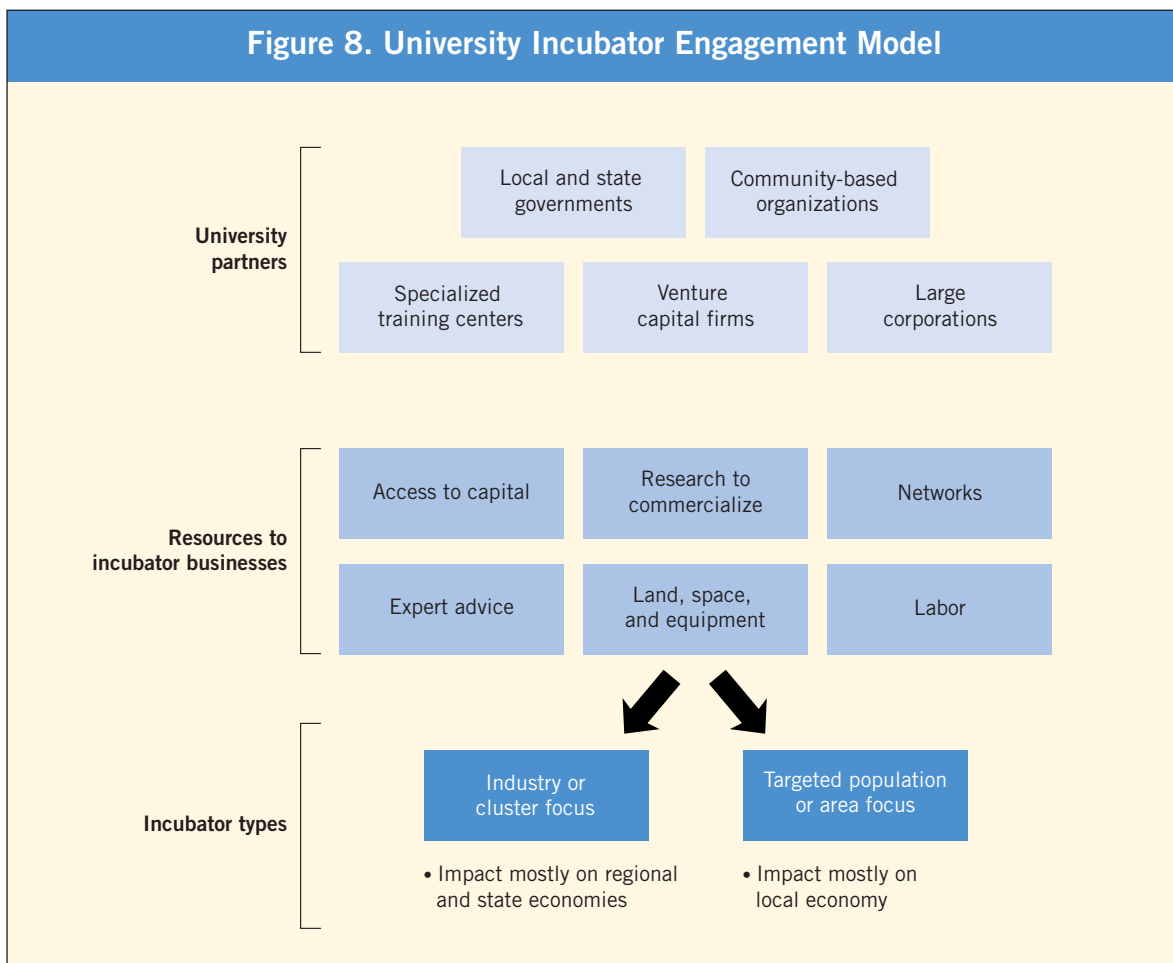 Figure 8. University Incubator Engagement Model
University
partners
Local and state
governments
Community-based
organizations
Specialized
training centers
Venture
capital firms
Large
corporations
Resources to
incubator businesses
Access to capital
Research to
commercialize
Networks
Expert advice
Land, space,
and equipment
Labor
Incubator types
Industry or
cluster focus
Targeted population
or area focus
• Impact mostly on regional
and state economies
• Impact mostly on
local economy